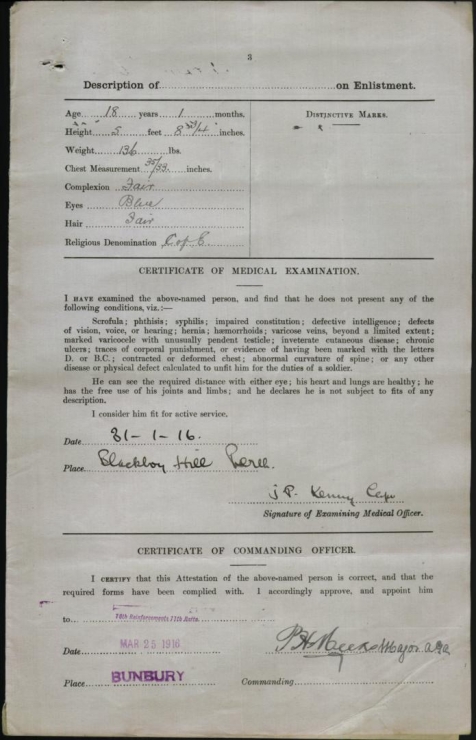 3
Description of on Enlistment.
Age 18 years 1 months.
Height 5 feet 8 3/4 inches.
Weight 136 lbs.
Chest Measurement 35/33 inches.
Complexion Fair
Eyes Blue
Hair Fair
Religious Denomination C of E
DISTINCTIVE MARKS.
CERTIFICATE OF MEDICAL EXAMINATION.
I HAVE examined the above-named person, and find that he does not present any of the
following conditions, viz.:—
Scrofula; phthisis; syphilis; impaired constitution; defective intelligence; defects
of vision, voice, or hearing; hernia; hæmorrhoids; varicose veins, beyond a limited extent;
marked varicocele with unusually pendent testicle; inveterate cutaneous disease; chronic
ulcers; traces of corporal punishment, or evidence of having been marked with the letters
D. or B.C.; contracted or deformed chest; abnormal curvature of spine; or any other
disease or physical defect calculated to unfit him for the duties of a soldier.
He can see the required distance with either eye; his heart and lungs are healthy; he
has the free use of his joints and limbs; and he declares he is not subject to fits of any
description.
I consider him fit for active service.
Date 31-1-16.
Place Blackboy Hill
J P. Kenny Capt
Signature of Examining Medical Officer.
CERTIFICATE OF COMMANDING OFFICER.
I CERTIFY that this Attestation of the above-named person is correct, and that the
required forms have been complied with. I accordingly approve, and appoint him
to Reinforcements 11th Battn.
Date MAR 25 1916
Major
Place BUNBURY Commanding